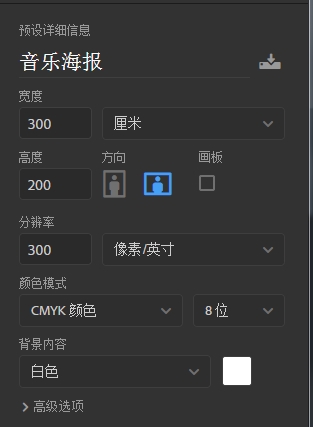 预设详细信息
音乐海报
宽度
300 厘米
高度 方向 画板
200
分辨率
300 像素/英寸
颜色模式
CMYK 颜色 8 位
背景内容
白色
高级选项